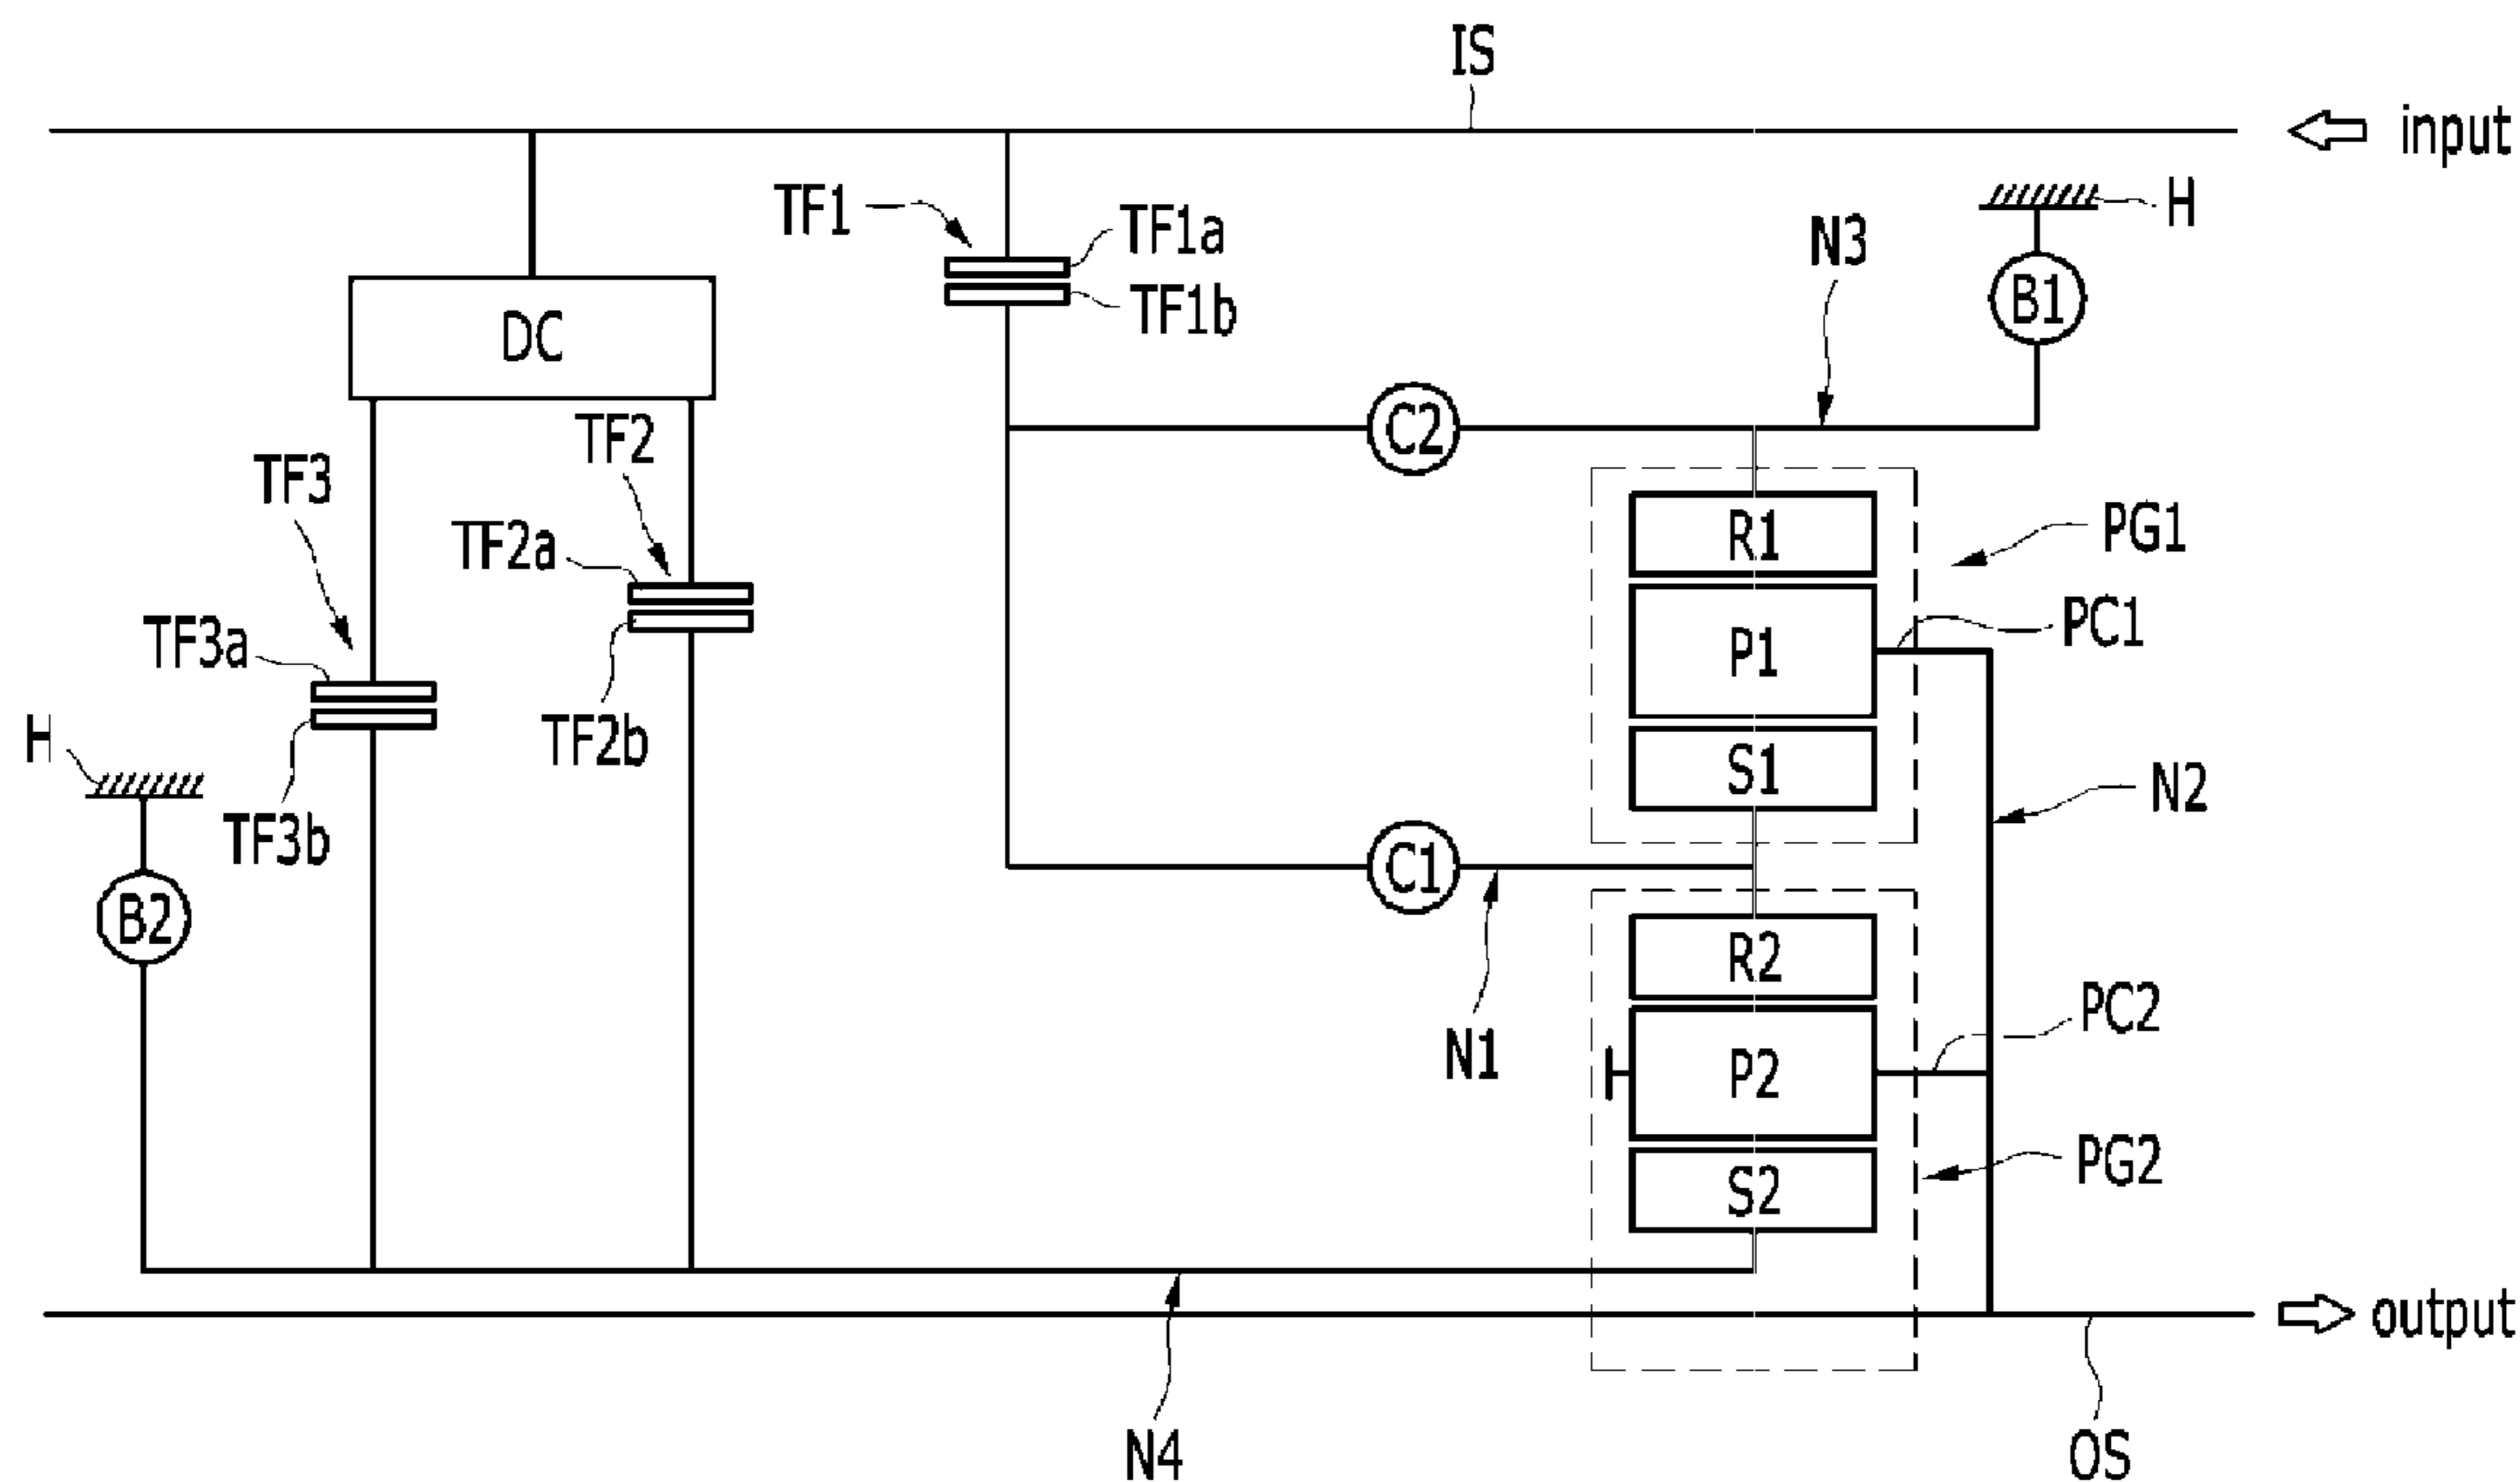 IS
input
TF1
TF1a
TF1b
N3
H
B1
DC
TF2
C2
TF3
TF2a
R1
PG1
TF3a
P1
PC1
H
TF2b
S1
N2
TF3b
C1
B2
R2
N1
P2
PC2
S2
PG2
output
N4
OS